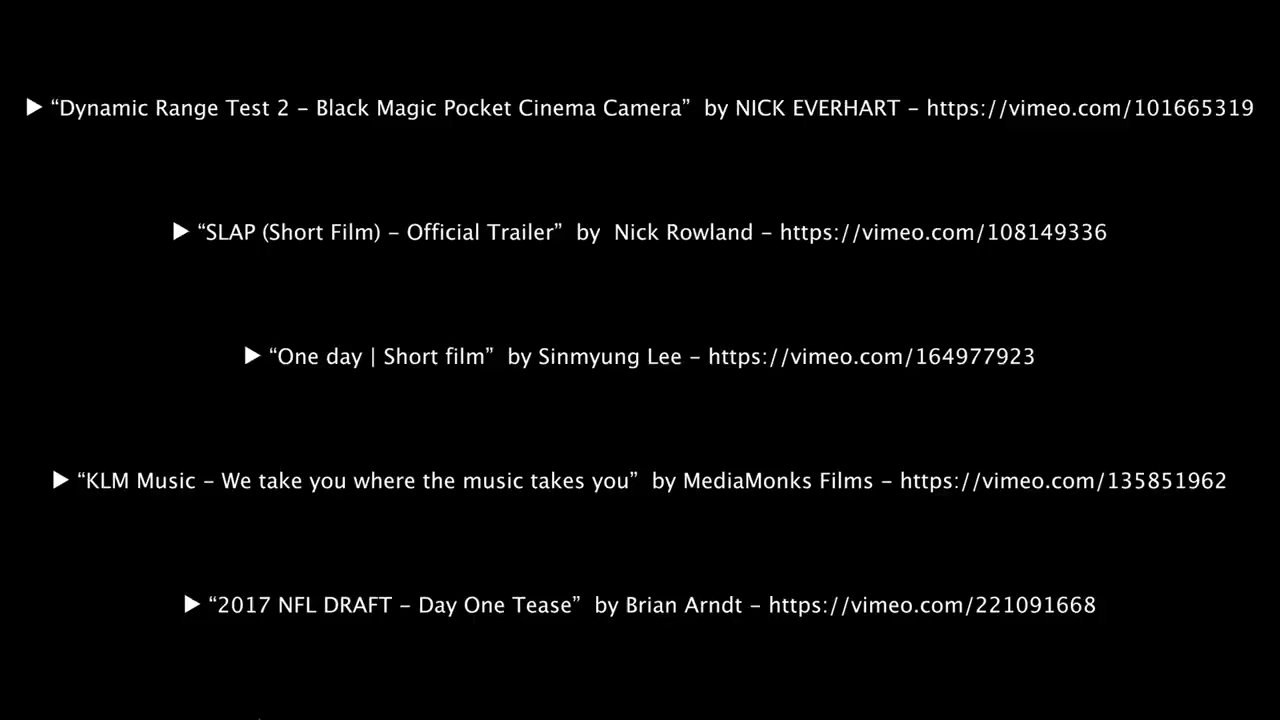 ▶ “Dynamic Range Test 2 – Black Magic Pocket Cinema Camera”  by NICK EVERHART – https://vimeo.com/101665319
▶ “SLAP (Short Film) – Official Trailer”  by  Nick Rowland – https://vimeo.com/108149336
▶ “One day | Short film”  by Sinmyung Lee – https://vimeo.com/164977923
▶ “KLM Music – We take you where the music takes you”  by MediaMonks Films – https://vimeo.com/135851962
▶ “2017 NFL DRAFT – Day One Tease”  by Brian Arndt – https://vimeo.com/221091668